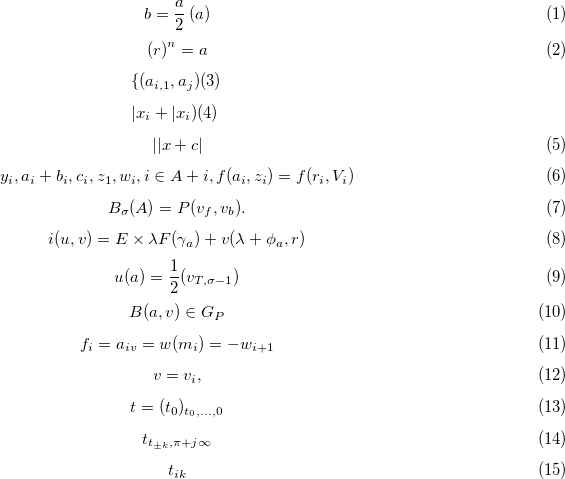 b = \frac{a}{2} (a) (1)
(r)^n = a (2)
\{(a_{i,1}, a_j)(3)
|x_i + |x_i)(4)
||x + c| (5)
y_i, a_i + b_i, c_i, z_1, w_i, i ∈ A + i, f(a_i, z_i) = f(r_i, V_i) (6)
B_σ(A) = P(v_f, v_b). (7)
i(u, v) = E × λF(γ_a) + v(λ + ϕ_a, r) (8)
u(a) = \frac{1}{2}(v_{T,σ−1}) (9)
B(a, v) ∈ G_P (10)
f_i = a_{iv} = w(m_i) = −w_{i+1} (11)
v = v_i, (12)
t = (t_0)_{t_0,...,0} (13)
t_{t_{±k},π+j∞} (14)
t_{ik} (15)